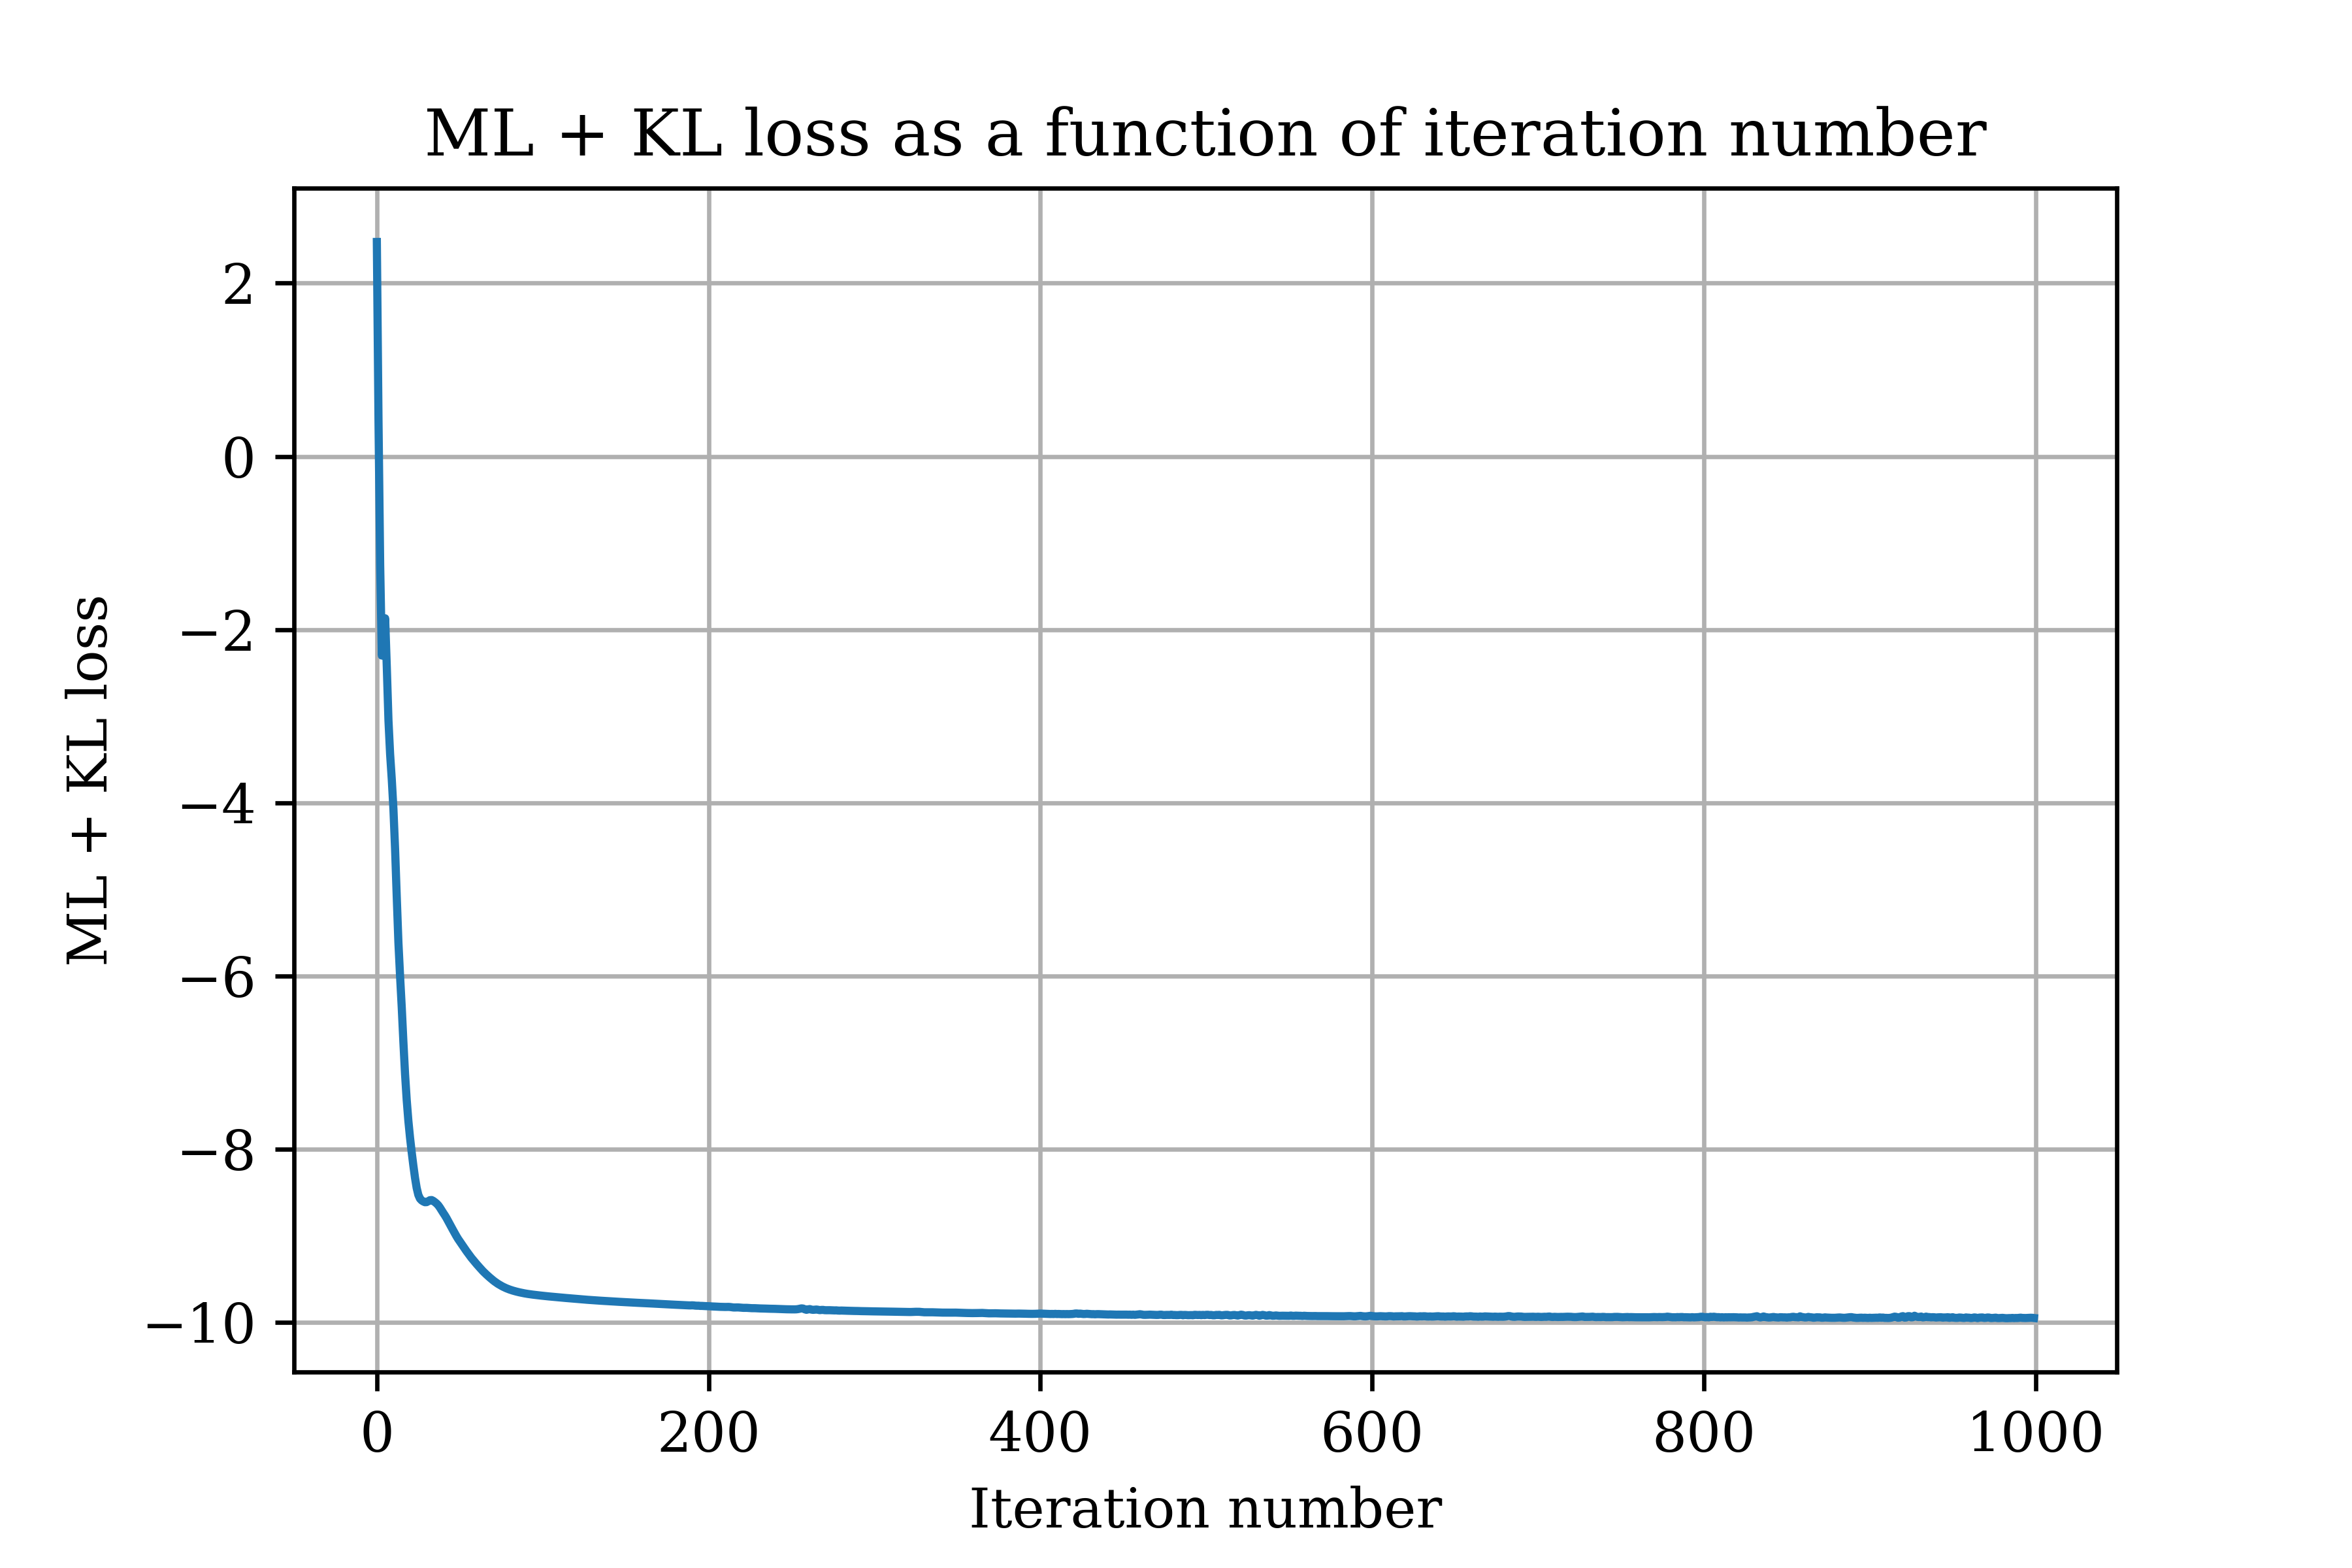 ML + KL loss as a function of iteration number
ML + KL loss
2
0
−2
−4
−6
−8
−10
0 200 400 600 800 1000
Iteration number